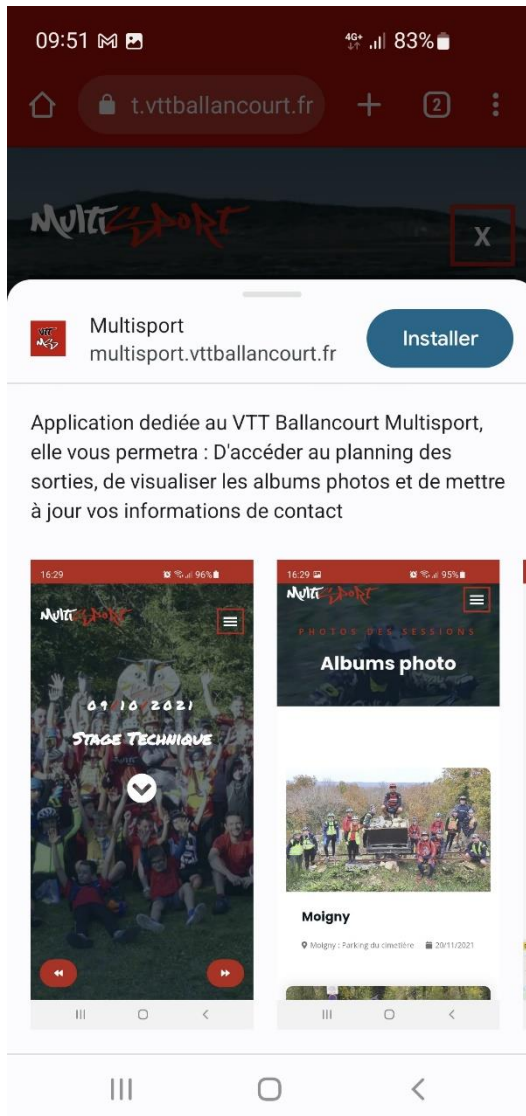 09:51 4G+ 83%
t.vttballancourt.fr + 2
MultiSport
X
Multisport
multisport.vttballancourt.fr
Installer
Application dediée au VTT Ballancourt Multisport,
elle vous permetra : D'accéder au planning des
sorties, de visualiser les albums photos et de mettre
à jour vos informations de contact
16:29 96%
MultiSport
09 10 2021
Stage Technique
16:29 95%
MultiSport
PHOTOS DES SESSIONS
Albums photo
Moigny
Moigny : Parking du cimetière 20/11/2021